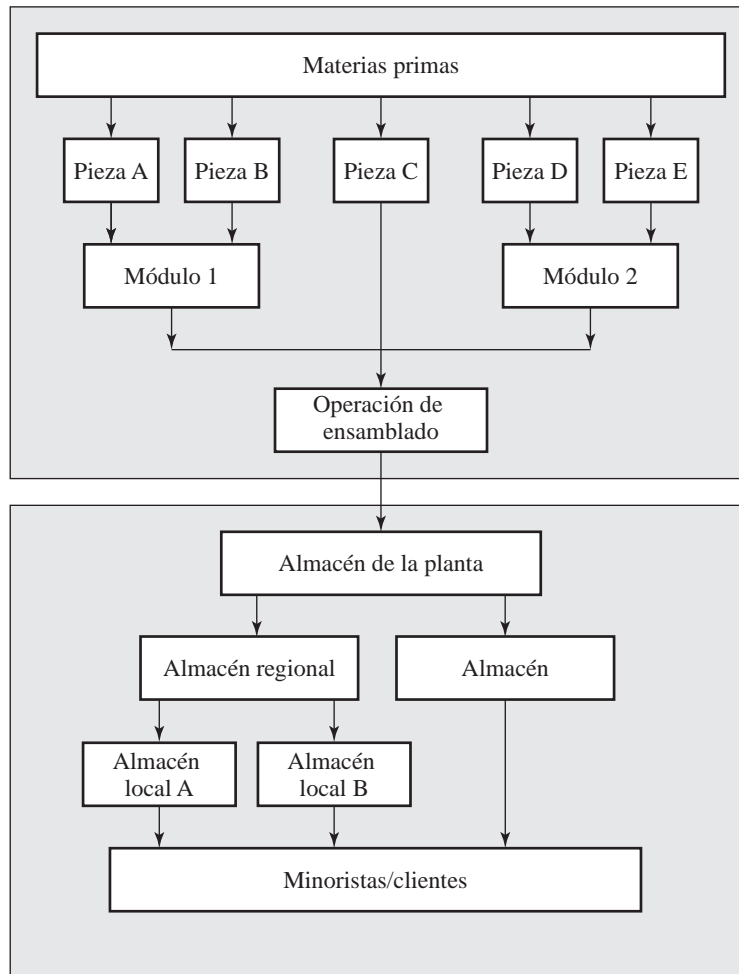 Materias primas
Pieza A
Pieza B
Pieza C
Pieza D
Pieza E
Módulo 1
Módulo 2
Operación de
ensamblado
Almacén de la planta
Almacén regional
Almacén
Almacén
local A
Almacén
local B
Minoristas/clientes